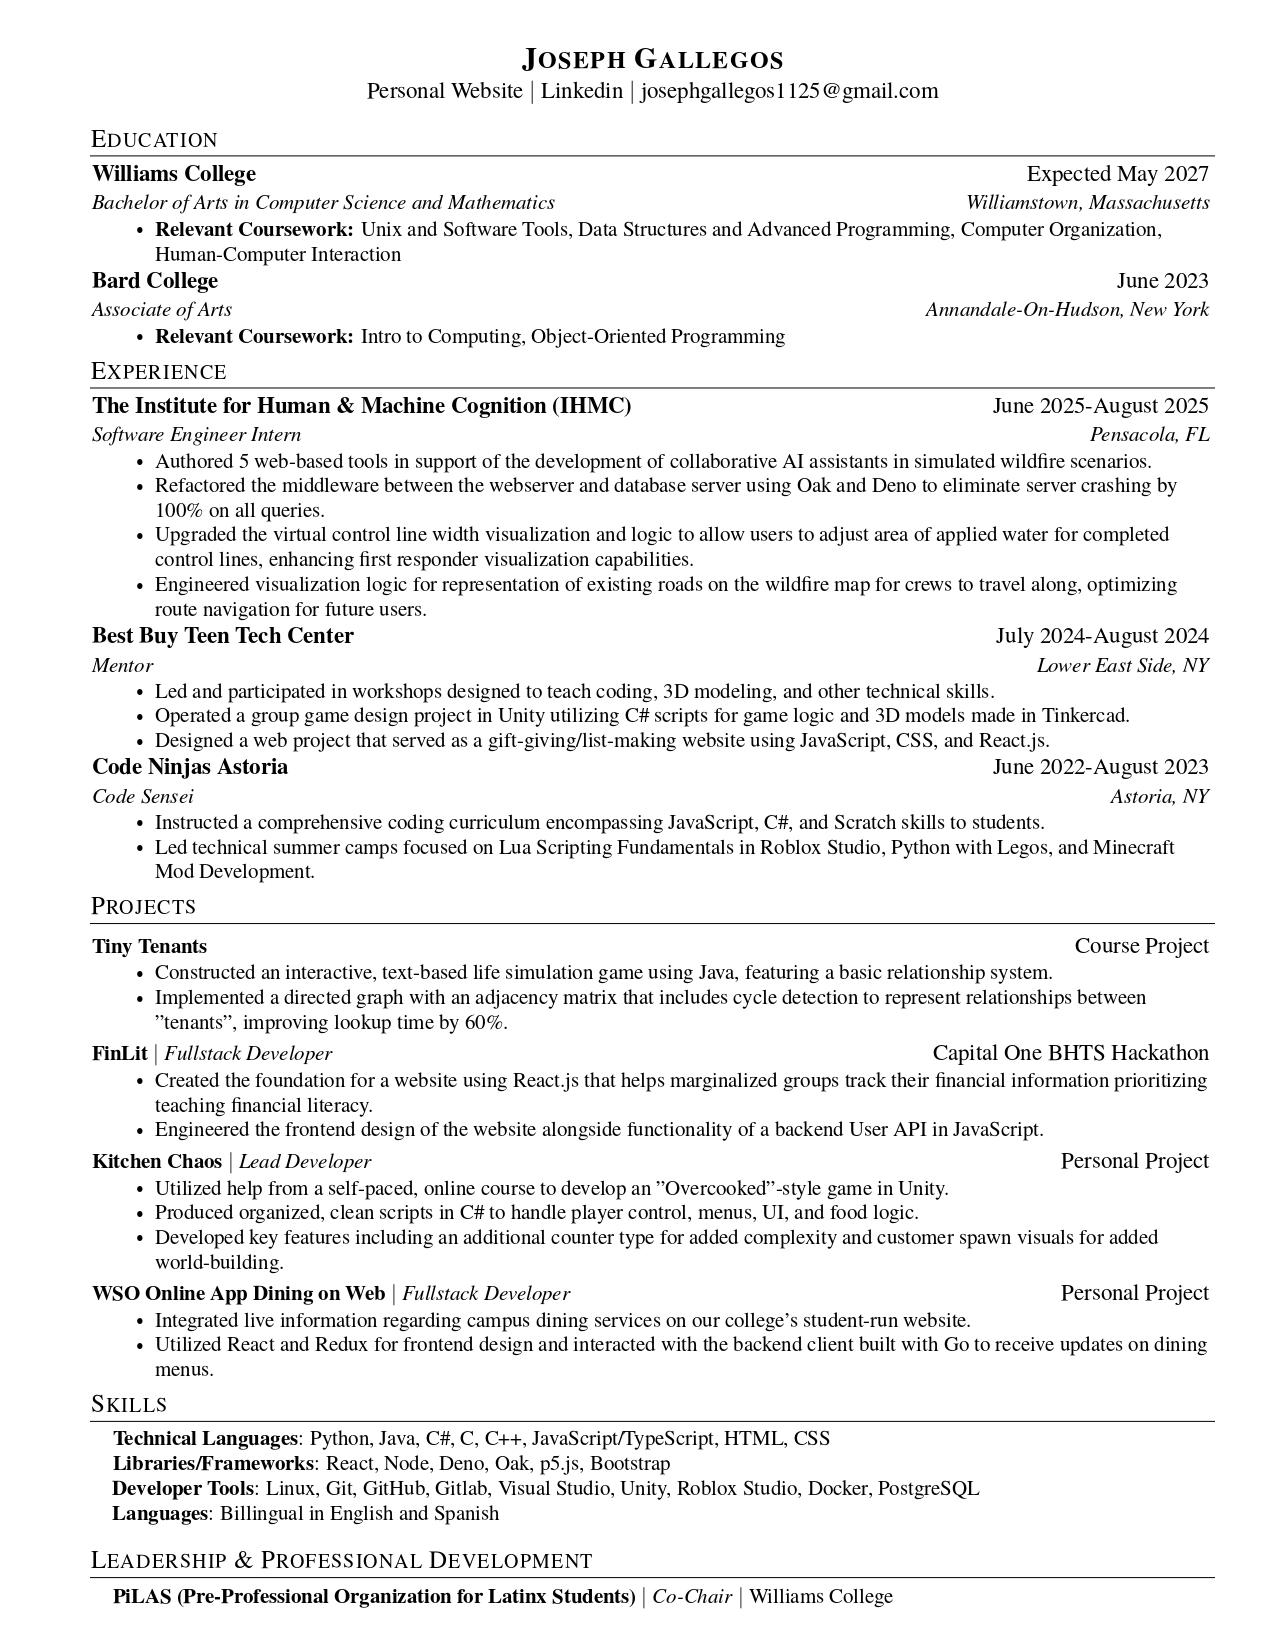 JOSEPH GALLEGOS
Personal Website | Linkedin | josephgallegos1125@gmail.com
EDUCATION
Williams College Expected May 2027
Bachelor of Arts in Computer Science and Mathematics Williamstown, Massachusetts
• Relevant Coursework: Unix and Software Tools, Data Structures and Advanced Programming, Computer Organization,
Human-Computer Interaction
Bard College June 2023
Associate of Arts Annandale-On-Hudson, New York
• Relevant Coursework: Intro to Computing, Object-Oriented Programming
EXPERIENCE
The Institute for Human & Machine Cognition (IHMC) June 2025-August 2025
Software Engineer Intern Pensacola, FL
• Authored 5 web-based tools in support of the development of collaborative AI assistants in simulated wildfire scenarios.
• Refactored the middleware between the webserver and database server using Oak and Deno to eliminate server crashing by
100% on all queries.
• Upgraded the virtual control line width visualization and logic to allow users to adjust area of applied water for completed
control lines, enhancing first responder visualization capabilities.
• Engineered visualization logic for representation of existing roads on the wildfire map for crews to travel along, optimizing
route navigation for future users.
Best Buy Teen Tech Center July 2024-August 2024
Mentor Lower East Side, NY
• Led and participated in workshops designed to teach coding, 3D modeling, and other technical skills.
• Operated a group game design project in Unity utilizing C# scripts for game logic and 3D models made in Tinkercad.
• Designed a web project that served as a gift-giving/list-making website using JavaScript, CSS, and React.js.
Code Ninjas Astoria June 2022-August 2023
Code Sensei Astoria, NY
• Instructed a comprehensive coding curriculum encompassing JavaScript, C#, and Scratch skills to students.
• Led technical summer camps focused on Lua Scripting Fundamentals in Roblox Studio, Python with Legos, and Minecraft
Mod Development.
PROJECTS
Tiny Tenants Course Project
• Constructed an interactive, text-based life simulation game using Java, featuring a basic relationship system.
• Implemented a directed graph with an adjacency matrix that includes cycle detection to represent relationships between
”tenants”, improving lookup time by 60%.
FinLit | Fullstack Developer Capital One BHTS Hackathon
• Created the foundation for a website using React.js that helps marginalized groups track their financial information prioritizing
teaching financial literacy.
• Engineered the frontend design of the website alongside functionality of a backend User API in JavaScript.
Kitchen Chaos | Lead Developer Personal Project
• Utilized help from a self-paced, online course to develop an ”Overcooked”-style game in Unity.
• Produced organized, clean scripts in C# to handle player control, menus, UI, and food logic.
• Developed key features including an additional counter type for added complexity and customer spawn visuals for added
world-building.
WSO Online App Dining on Web | Fullstack Developer Personal Project
• Integrated live information regarding campus dining services on our college’s student-run website.
• Utilized React and Redux for frontend design and interacted with the backend client built with Go to receive updates on dining
menus.
SKILLS
Technical Languages: Python, Java, C#, C, C++, JavaScript/TypeScript, HTML, CSS
Libraries/Frameworks: React, Node, Deno, Oak, p5.js, Bootstrap
Developer Tools: Linux, Git, GitHub, Gitlab, Visual Studio, Unity, Roblox Studio, Docker, PostgreSQL
Languages: Billingual in English and Spanish
LEADERSHIP & PROFESSIONAL DEVELOPMENT
PiLAS (Pre-Professional Organization for Latinx Students) | Co-Chair | Williams College